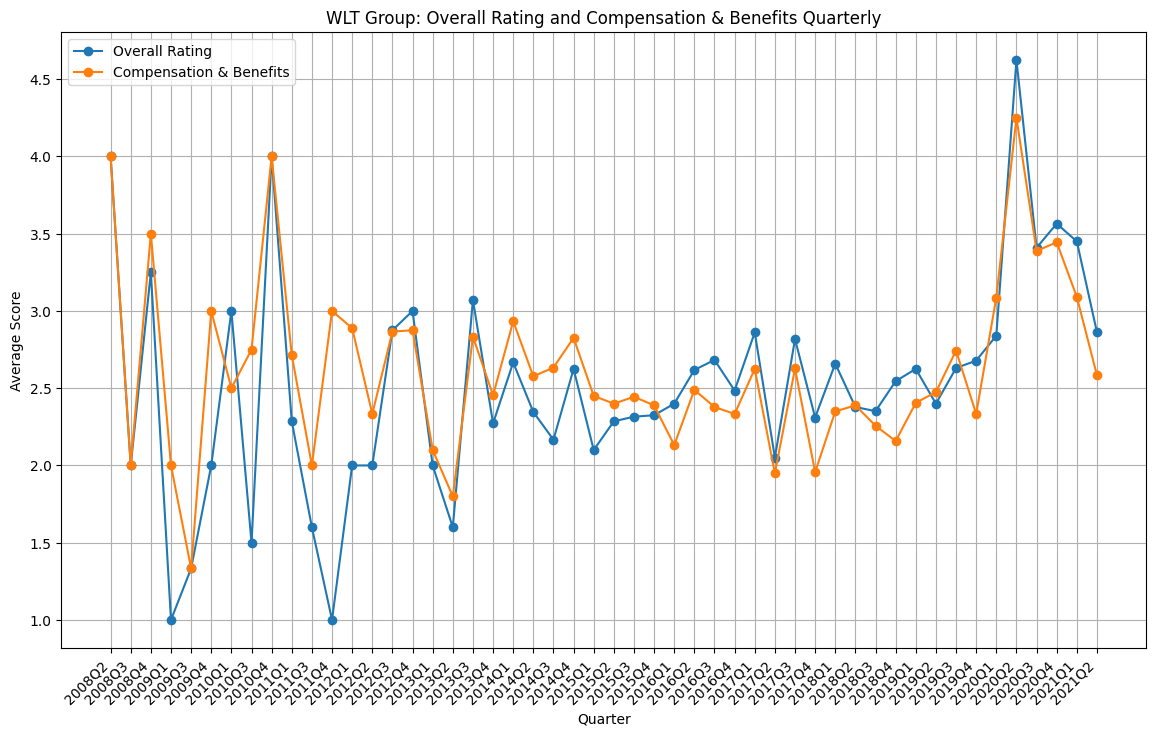 WLT Group: Overall Rating and Compensation & Benefits Quarterly
Overall Rating
Compensation & Benefits
Average Score
4.5
4.0
3.5
3.0
2.5
2.0
1.5
1.0
2008Q2
2008Q3
2008Q4
2009Q1
2009Q3
2009Q4
2010Q1
2010Q3
2010Q4
2011Q1
2011Q3
2011Q4
2012Q1
2012Q2
2012Q3
2012Q4
2013Q1
2013Q2
2013Q3
2013Q4
2014Q1
2014Q2
2014Q3
2014Q4
2015Q1
2015Q2
2015Q3
2015Q4
2016Q1
2016Q2
2016Q3
2016Q4
2017Q1
2017Q2
2017Q3
2017Q4
2018Q1
2018Q2
2018Q3
2018Q4
2019Q1
2019Q2
2019Q3
2019Q4
2020Q1
2020Q2
2020Q3
2020Q4
2021Q1
2021Q2
Quarter